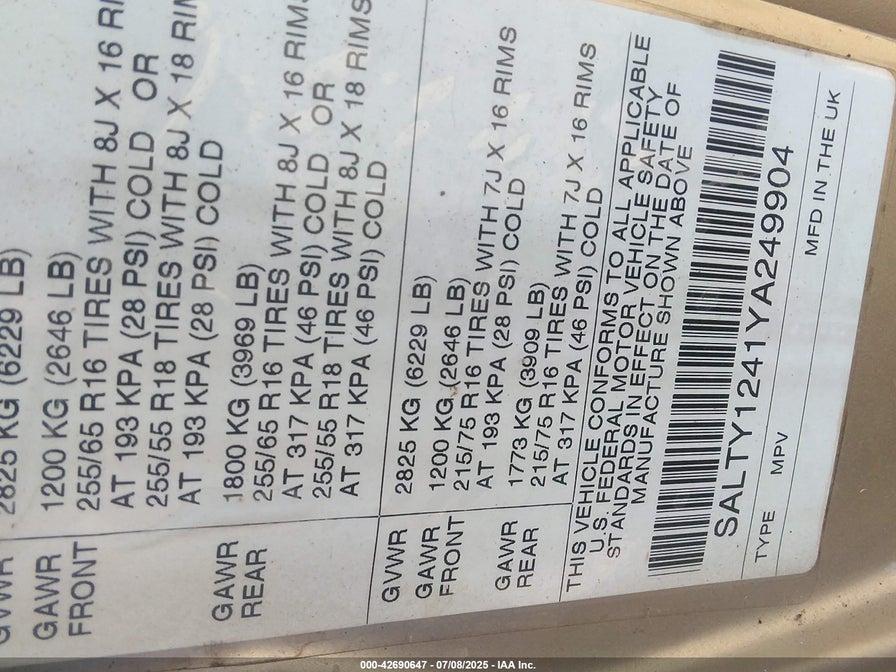 GVWR 2825 KG (6229 LB)
GAWR 1200 KG (2646 LB)
FRONT 255/65 R16 TIRES WITH 8J X 16
AT 193 KPA (28 PSI) COLD OR
255/55 R18 TIRES WITH 8J X 18
AT 193 KPA (28 PSI) COLD
GAWR 1800 KG (3969 LB)
REAR 255/65 R16 TIRES WITH 8J X 16 RIMS
AT 317 KPA (46 PSI) COLD OR
255/55 R18 TIRES WITH 8J X 18 RIMS
AT 317 KPA (46 PSI) COLD
GVWR 2825 KG (6229 LB)
GAWR 1200 KG (2646 LB)
FRONT 215/75 R16 TIRES WITH 7J X 16 RIMS
AT 193 KPA (28 PSI) COLD
GAWR 1773 KG (3909 LB)
REAR 215/75 R16 TIRES WITH 7J X 16 RIMS
AT 317 KPA (46 PSI) COLD
THIS VEHICLE CONFORMS TO ALL APPLICABLE
U.S. FEDERAL MOTOR VEHICLE SAFETY
STANDARDS IN EFFECT ON THE DATE OF
MANUFACTURE SHOWN ABOVE
SALTY1241YA249904
TYPE MPV
MFD IN THE UK
000-42690647 - 07/08/2025 - IAA Inc.